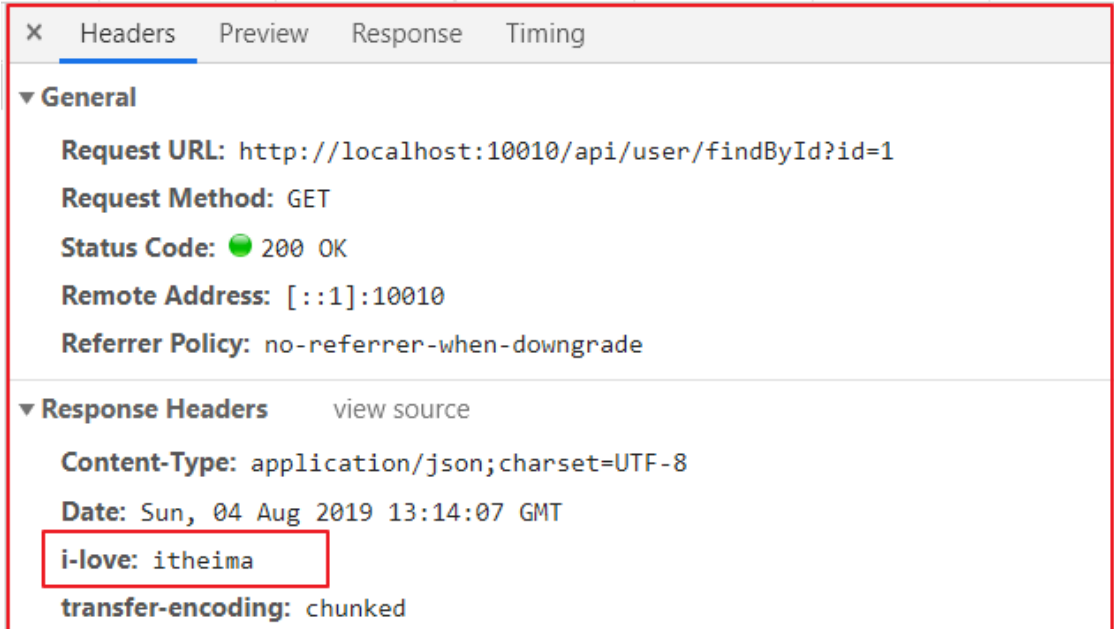 × Headers Preview Response Timing
▼ General
Request URL: http://localhost:10010/api/user/findById?id=1
Request Method: GET
Status Code: 200 OK
Remote Address: [::1]:10010
Referrer Policy: no-referrer-when-downgrade
▼ Response Headers view source
Content-Type: application/json;charset=UTF-8
Date: Sun, 04 Aug 2019 13:14:07 GMT
i-love: itheima
transfer-encoding: chunked